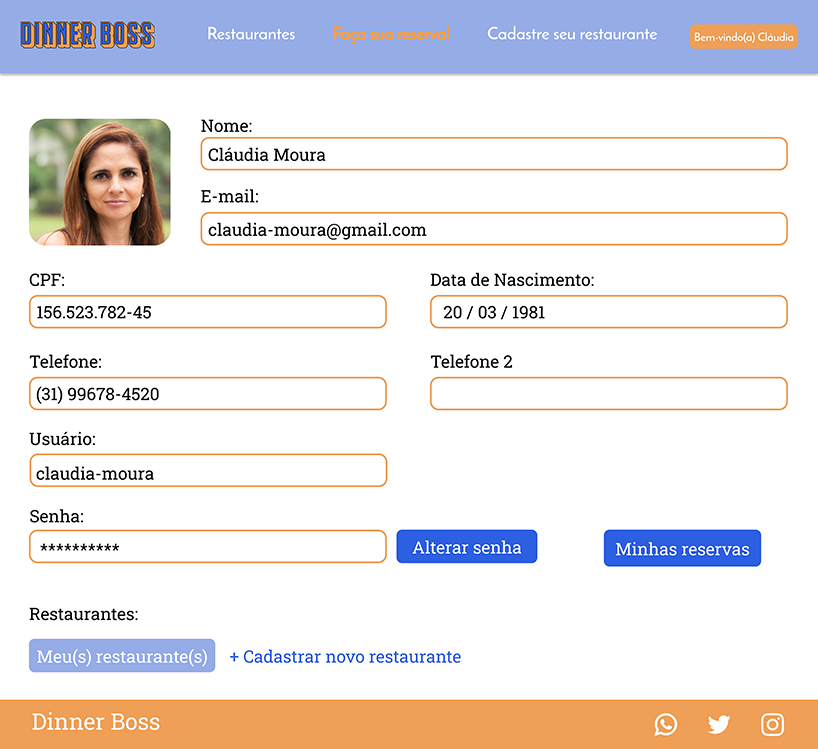 DINNER BOSS
Restaurantes
Faça sua reserva!
Cadastre seu restaurante
Bem-vindo(a) Cláudia
Nome:
Cláudia Moura
E-mail:
claudia-moura@gmail.com
CPF:
Data de Nascimento:
156.523.782-45
20 / 03 / 1981
Telefone:
Telefone 2
(31) 99678-4520
Usuário:
claudia-moura
Senha:
**********
Alterar senha
Minhas reservas
Restaurantes:
Meu(s) restaurante(s)
+ Cadastrar novo restaurante
Dinner Boss